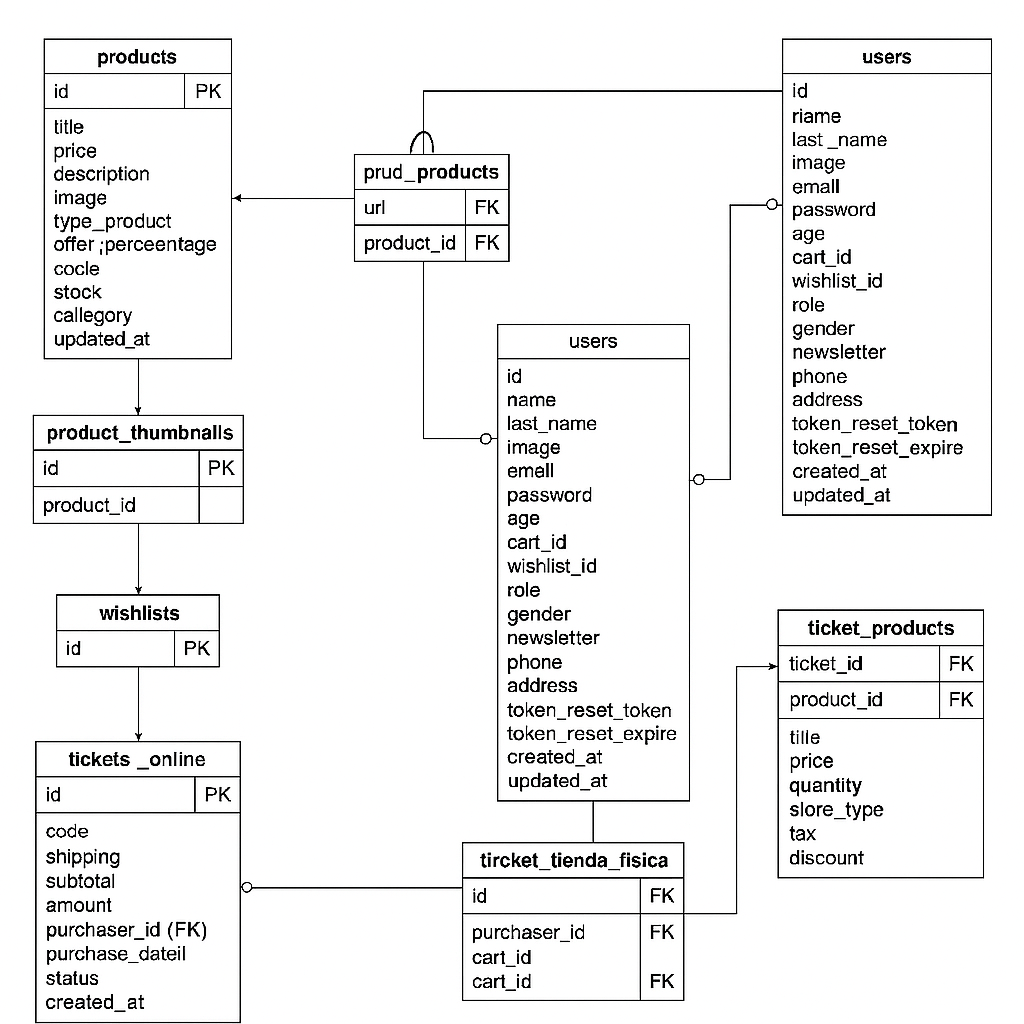 products
id PK
title
price
description
image
type_product
offer ;perceentage
cocle
stock
callegory
updated_at
prud_products
url FK
product_id FK
users
id
riame
last _name
image
emall
password
age
cart_id
wishlist_id
role
gender
newsletter
phone
address
token_reset_token
token_reset_expire
created_at
updated_at
product_thumbnalls
id PK
product_id
users
id
name
last_name
image
emell
password
age
cart_id
wishlist_id
role
gender
newsletter
phone
address
token_reset_token
token_reset_expire
created_at
updated_at
wishlists
id PK
ticket_products
ticket_id FK
product_id FK
tille
price
quantity
slore_type
tax
discount
tickets _online
id PK
code
shipping
subtotal
amount
purchaser_id (FK)
purchase_dateil
status
created_at
tircket_tienda_fisica
id FK
purchaser_id FK
cart_id
cart_id FK